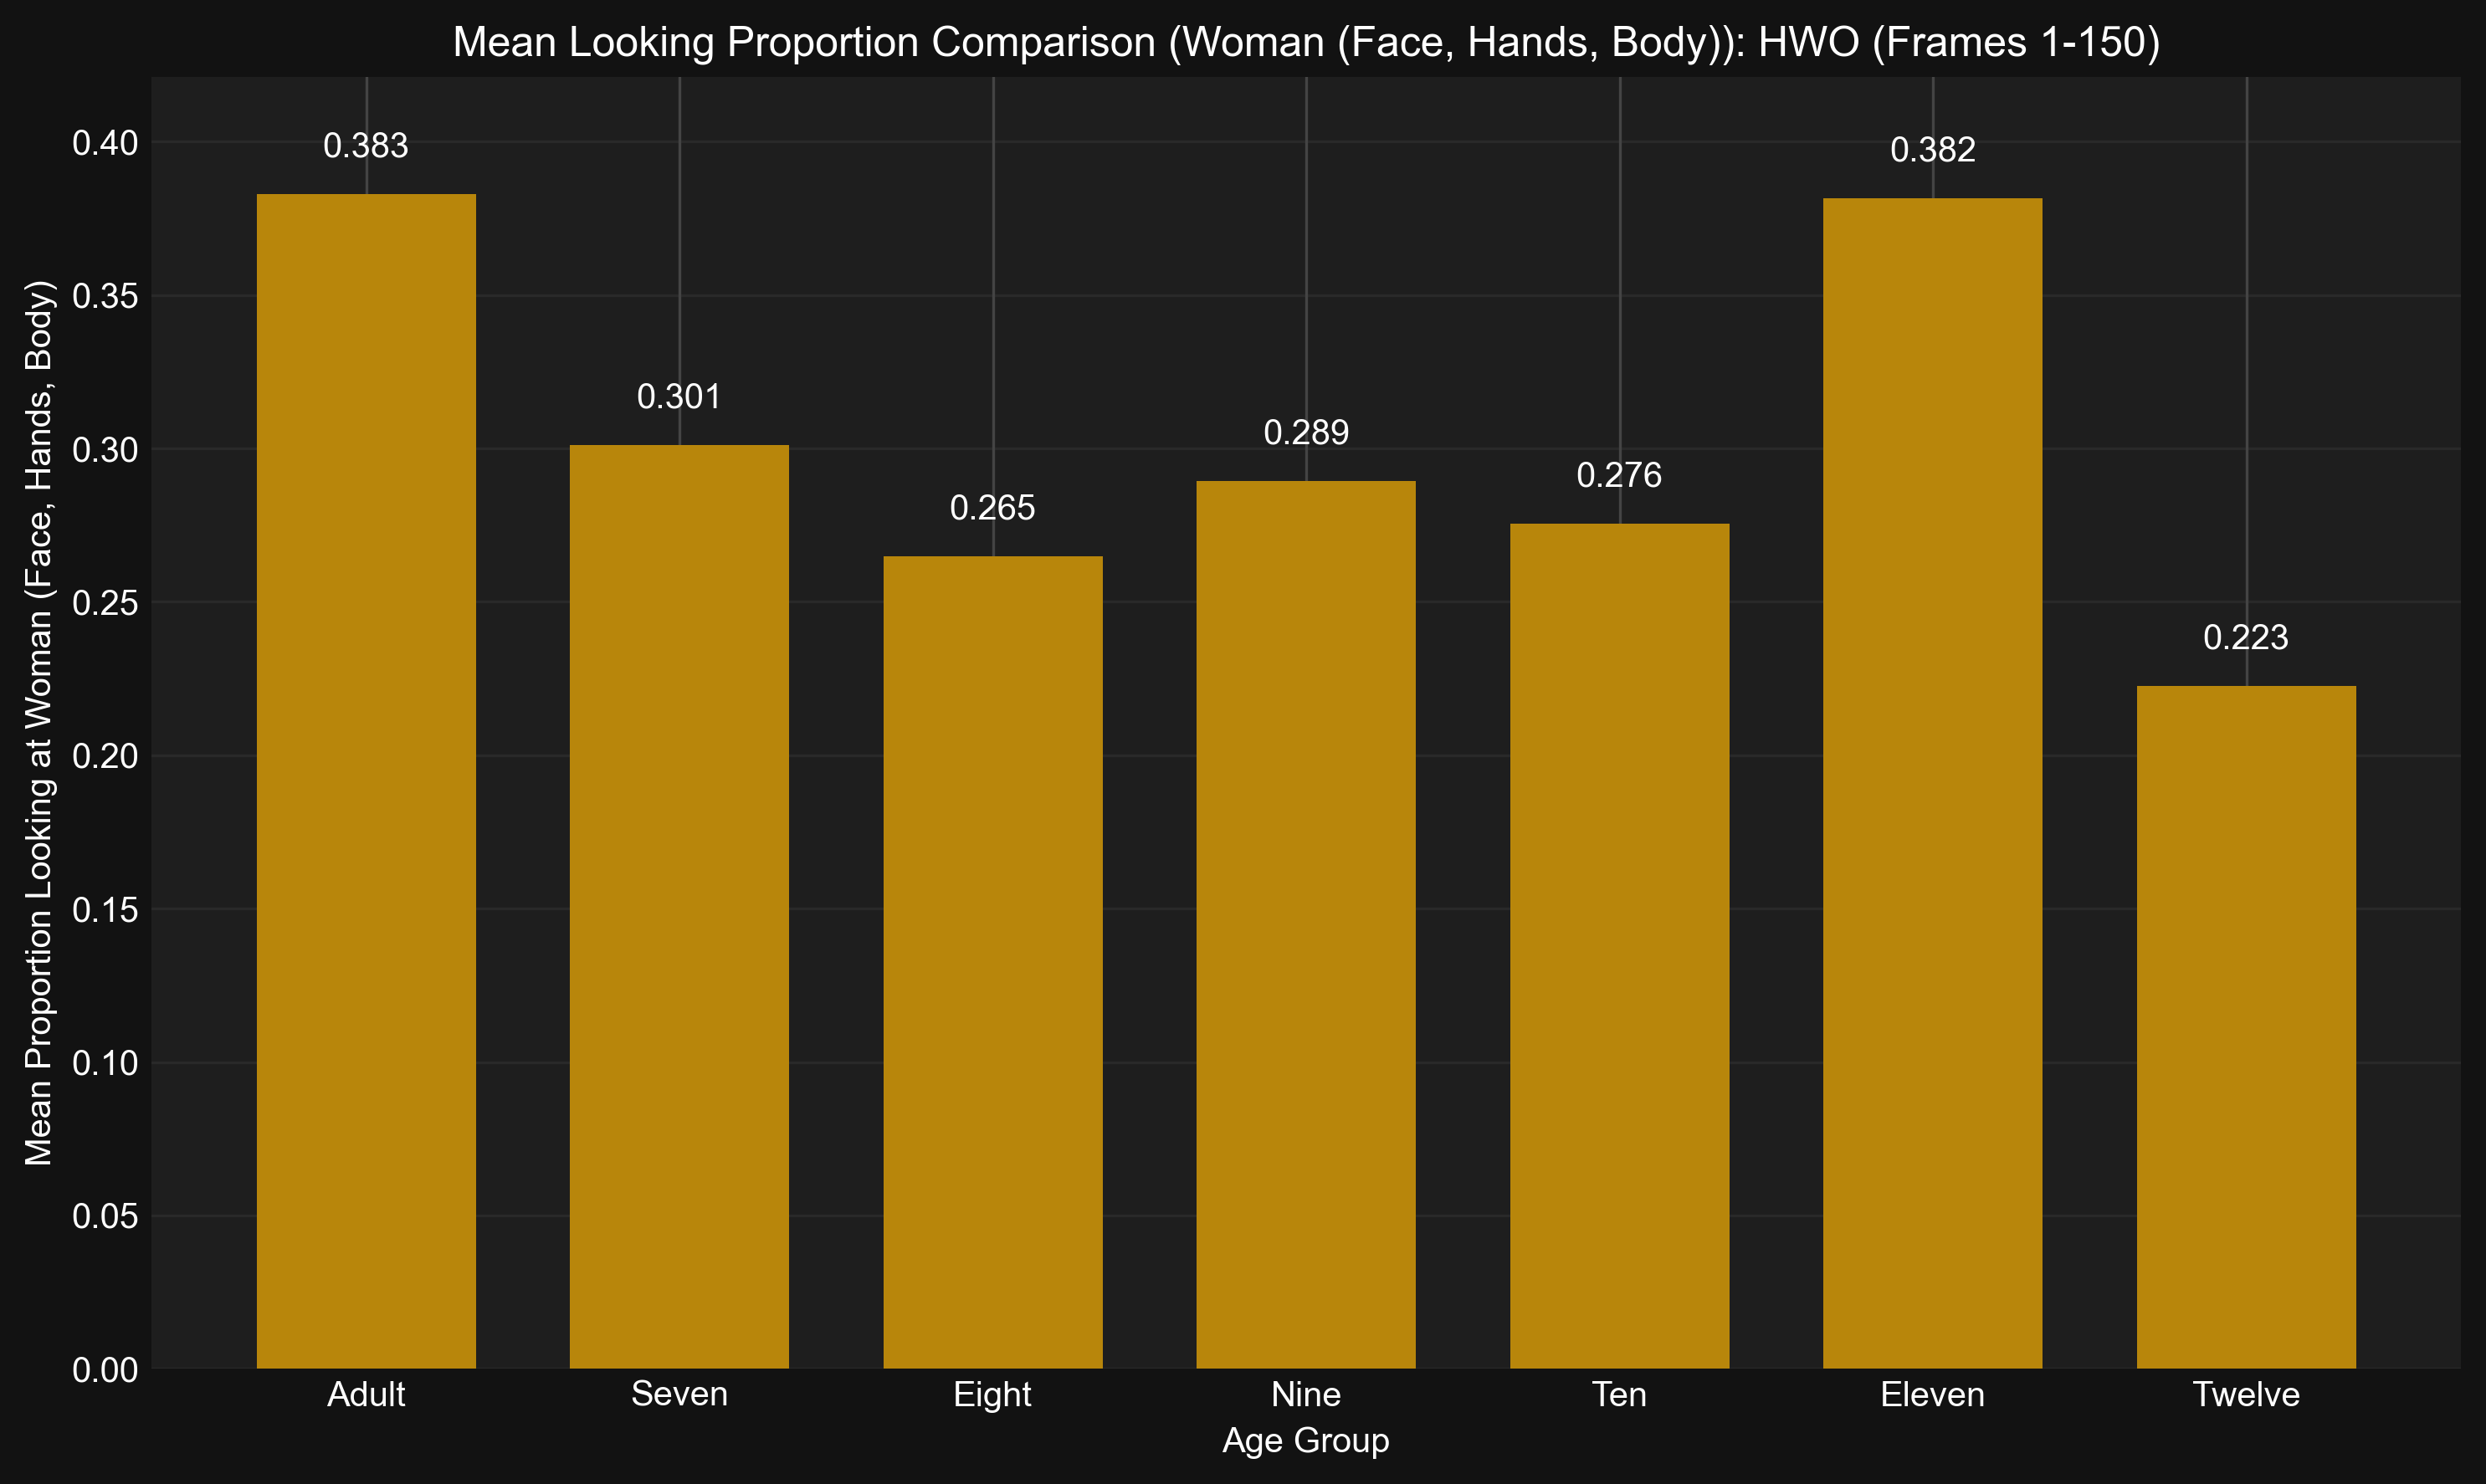 Mean Looking Proportion Comparison (Woman (Face, Hands, Body)): HWO (Frames 1-150)
Mean Proportion Looking at Woman (Face, Hands, Body)
0.40
0.35
0.30
0.25
0.20
0.15
0.10
0.05
0.00
0.383
0.301
0.265
0.289
0.276
0.382
0.223
Adult
Seven
Eight
Nine
Ten
Eleven
Twelve
Age Group